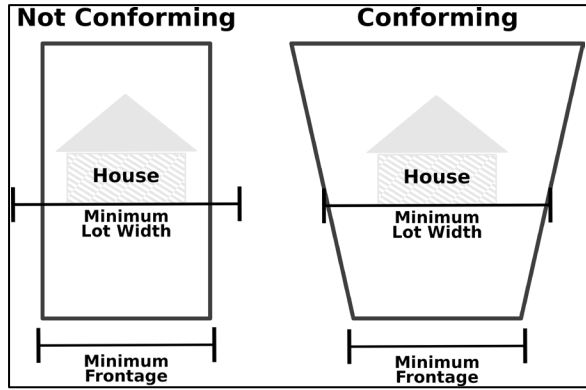 Not Conforming
Conforming
House
Minimum
Lot Width
House
Minimum
Lot Width
Minimum
Frontage
Minimum
Frontage